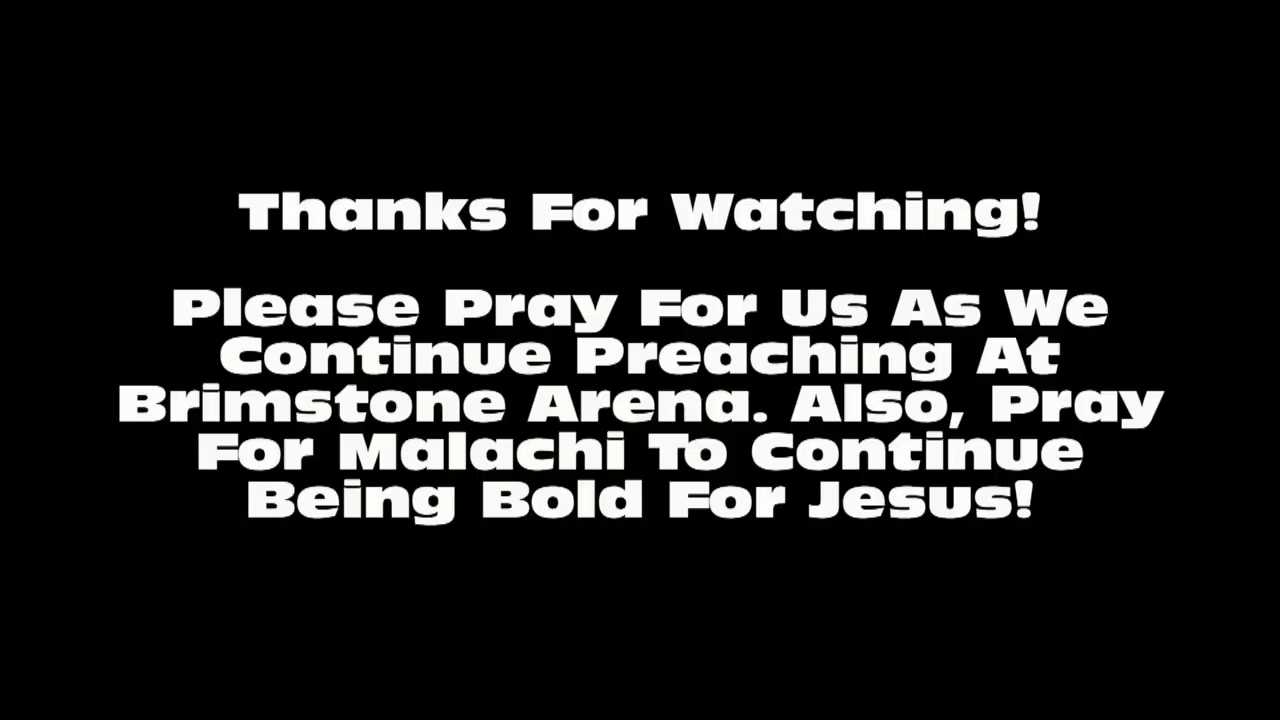 Thanks For Watching!
Please Pray For Us As We
Continue Preaching At
Brimstone Arena. Also, Pray
For Malachi To Continue
Being Bold For Jesus!